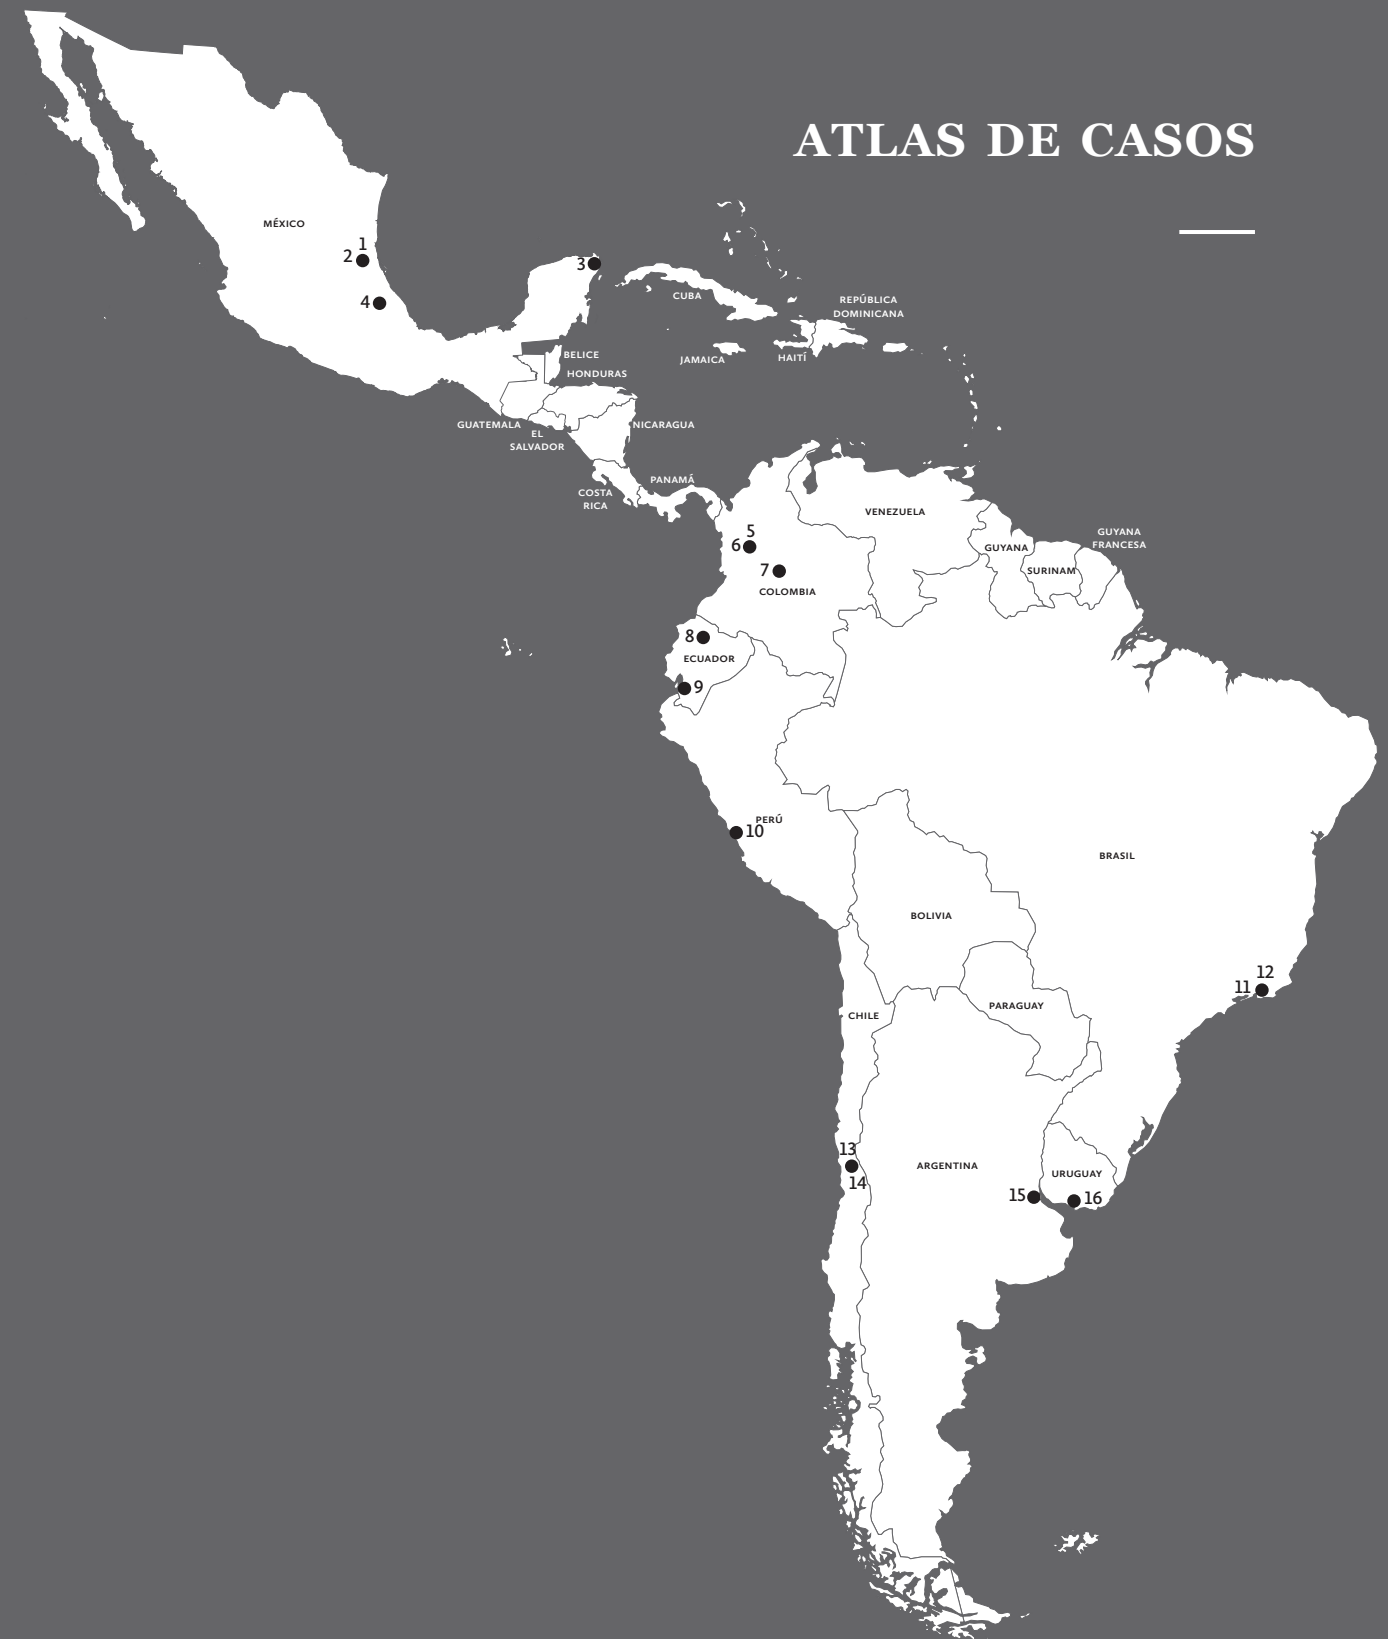 ATLAS DE CASOS
MÉXICO
1
2
3
4
CUBA
REPÚBLICA
DOMINICANA
JAMAICA
HAITÍ
BELICE
HONDURAS
GUATEMALA
EL
SALVADOR
NICARAGUA
COSTA
RICA
PANAMÁ
VENEZUELA
GUYANA
SURINAM
GUYANA
FRANCESA
5
6
7
COLOMBIA
8
ECUADOR
9
PERÚ
10
BRASIL
BOLIVIA
12
11
PARAGUAY
CHILE
13
14
ARGENTINA
URUGUAY
15
16